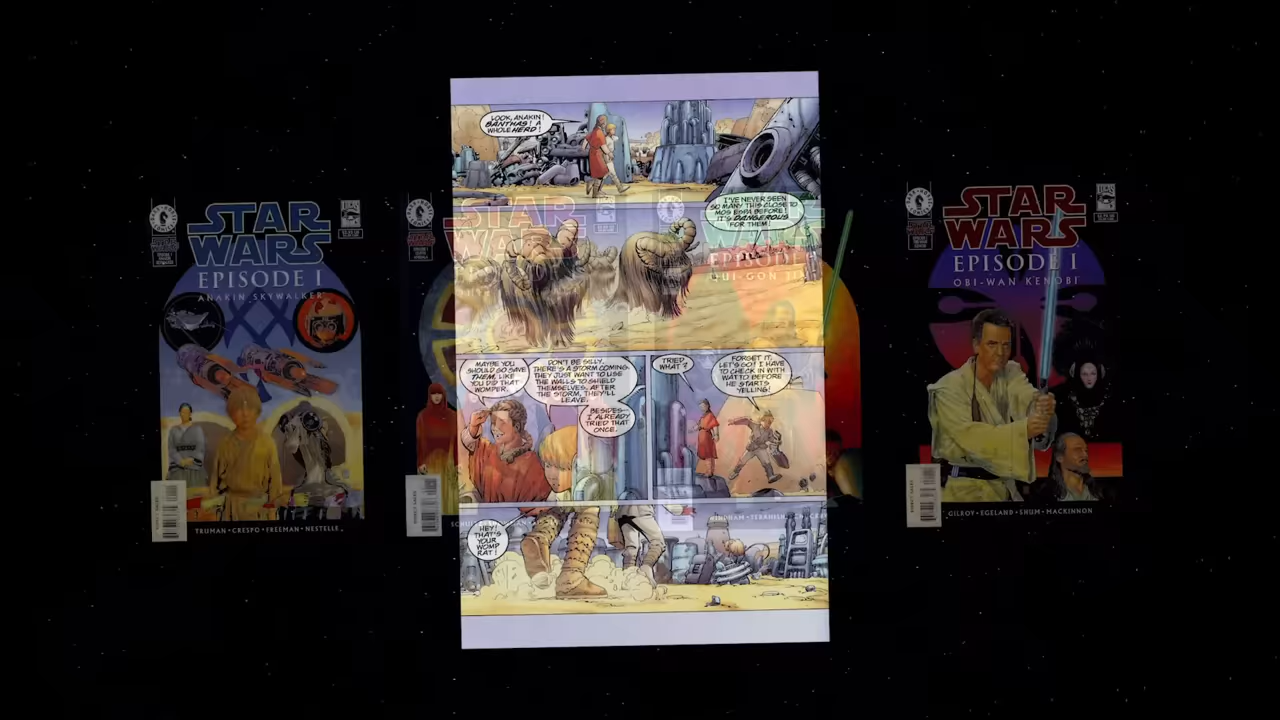 STAR
WARS
EPISODE I
ANAKIN SKYWALKER
TRUMAN • CRESPO • FREEMAN • NESTELLE
LOOK, ANAKIN!
BANTHAS! A
WHOLE HERD!
I'VE NEVER SEEN
SO MANY THIS CLOSE TO
MOS ESPA BEFORE!
IT'S DANGEROUS
FOR THEM!
STAR
EPISODE
QUI-GON JI
MAYBE YOU
SHOULD GO SAVE
THEM, LIKE
YOU DID THAT
WOMPER.
DON'T BE SILLY.
THERE'S A STORM COMING.
THEY JUST WANT TO USE
THE WALLS TO SHIELD
THEMSELVES. AFTER
THE STORM, THEY'LL
LEAVE.
BESIDES--
I ALREADY
TRIED THAT
ONCE.
TRIED
WHAT?
FORGET IT,
LET'S GO! I HAVE
TO CHECK IN WITH
WATTO BEFORE
HE STARTS
YELLING!
HEY!
THAT'S
YOUR
WOMP
RAT!
STAR
WARS
EPISODE I
OBI-WAN KENOBI
GILROY • EGELAND • SHUM • MACKINNON